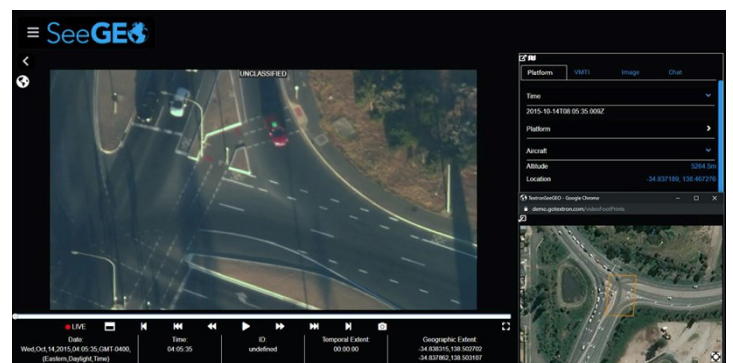 SeeGEO
UNCLASSIFIED
Platform VMTI Image Chat
Time
2015-10-14T08:05:35.009Z
Platform
Aircraft
Altitude 5264.5m
Location -34.837189, 138.467276
TextronSeeGEO - Google Chrome
demo.gotextron.com/videoFootPrints
LIVE
Date: Time: ID: Temporal Extent: Geographic Extent:
Wed,Oct,14,2015,04:05:35,GMT-0400, 04:05:35 undefined 00:00:00 -34.838315,138.502702
(Eastern,Daylight,Time) -34.837862,138.503107